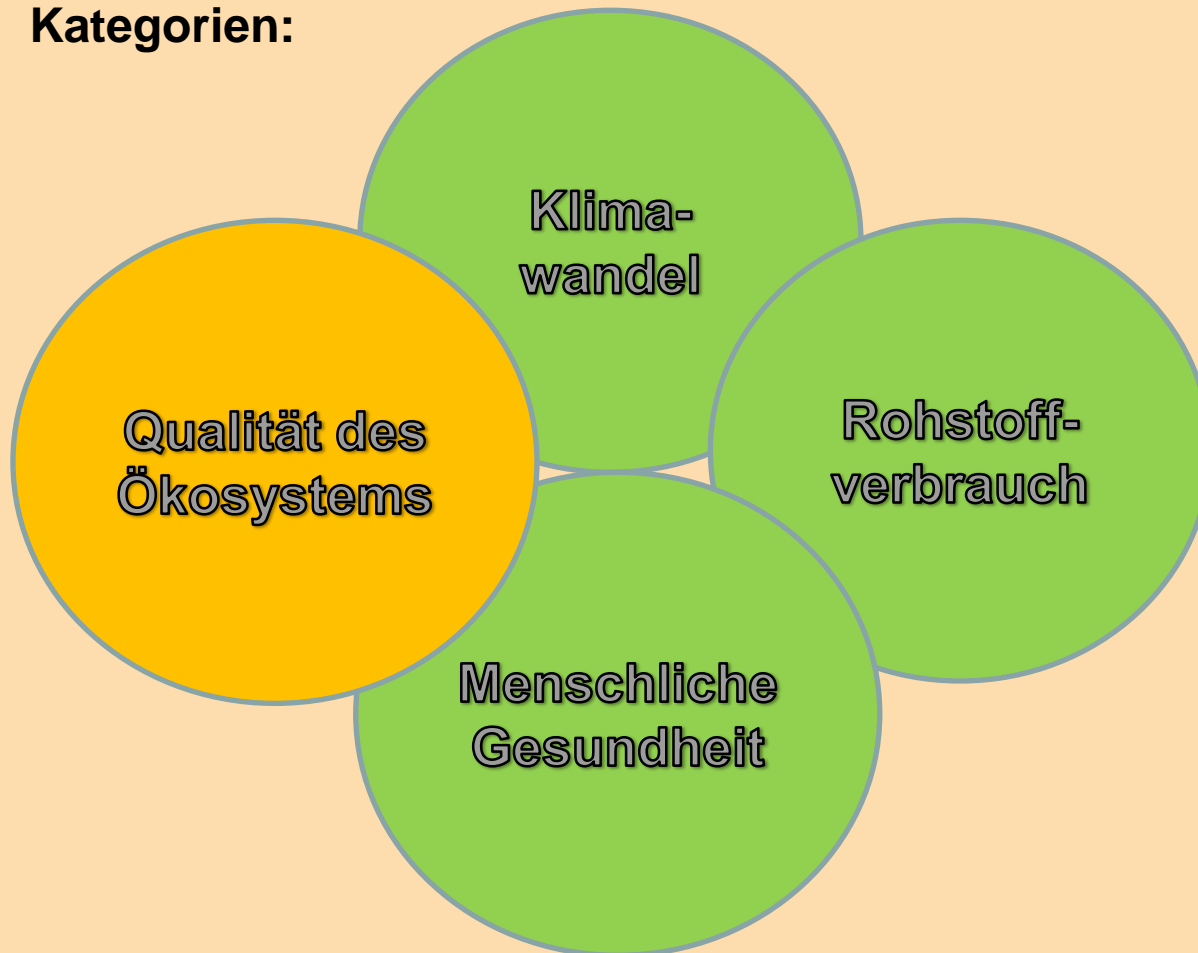 Kategorien:
Klima-
wandel
Qualität des
Ökosystems
Rohstoff-
verbrauch
Menschliche
Gesundheit